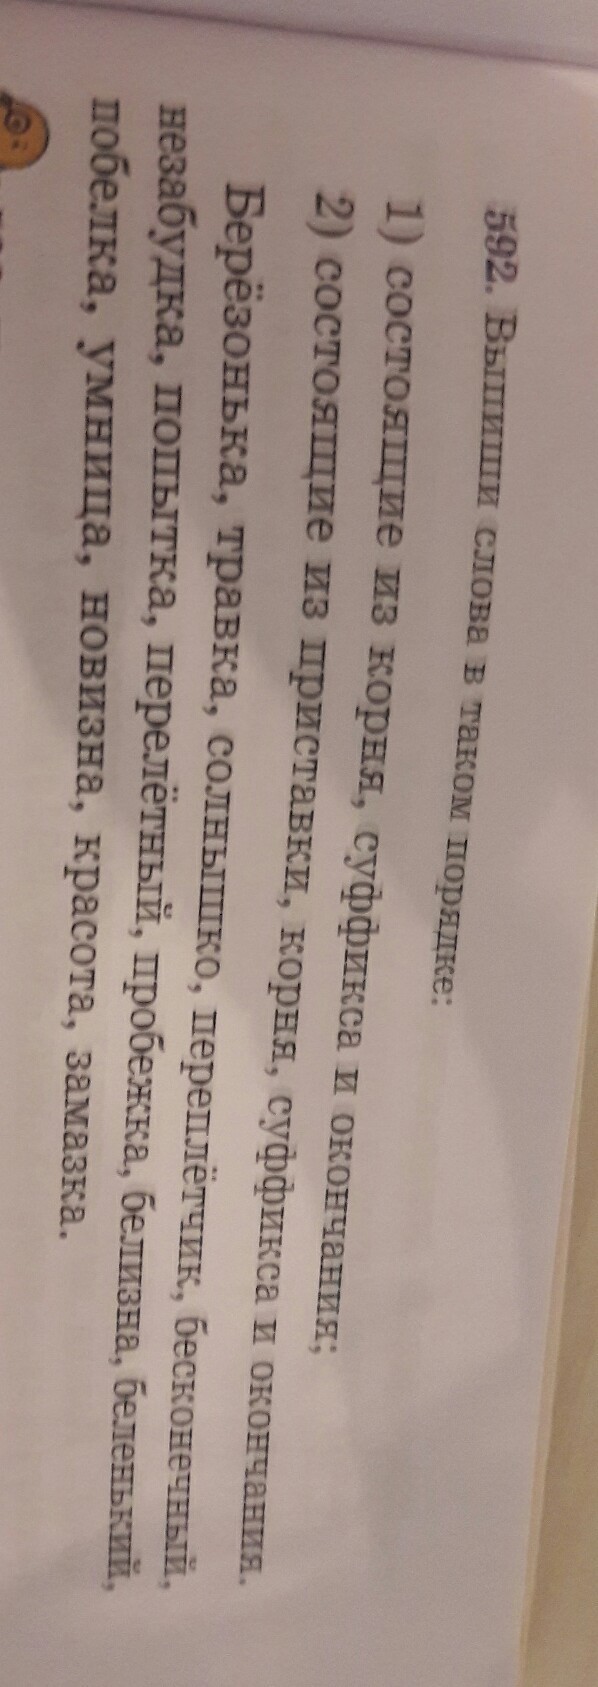 592. Выпиши слова в таком порядке:
1) состоящие из корня, суффикса и окончания;
2) состоящие из приставки, корня, суффикса и окончания.
Берёзонька, травка, солнышко, переплётчик, бесконечный,
незабудка, попытка, перелётный, пробежка, белизна, беленький,
побелка, умница, новизна, красота, замазка.